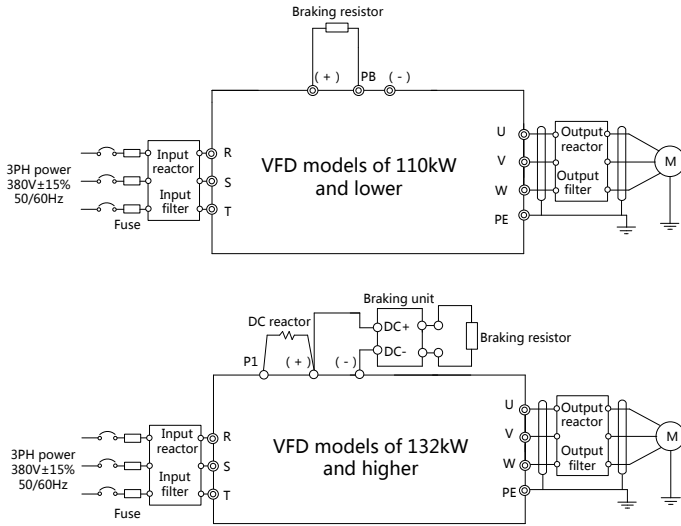 Braking resistor
( + ) PB ( - )
3PH power
380V±15%
50/60Hz
Fuse
Input
reactor
Input
filter
R
S
T
VFD models of 110kW
and lower
U
V
W
PE
Output
reactor
Output
filter
M
Braking unit
DC reactor
DC+
DC-
Braking resistor
P1 ( + ) ( - )
3PH power
380V±15%
50/60Hz
Fuse
Input
reactor
Input
filter
R
S
T
VFD models of 132kW
and higher
U
V
W
PE
Output
reactor
Output
filter
M